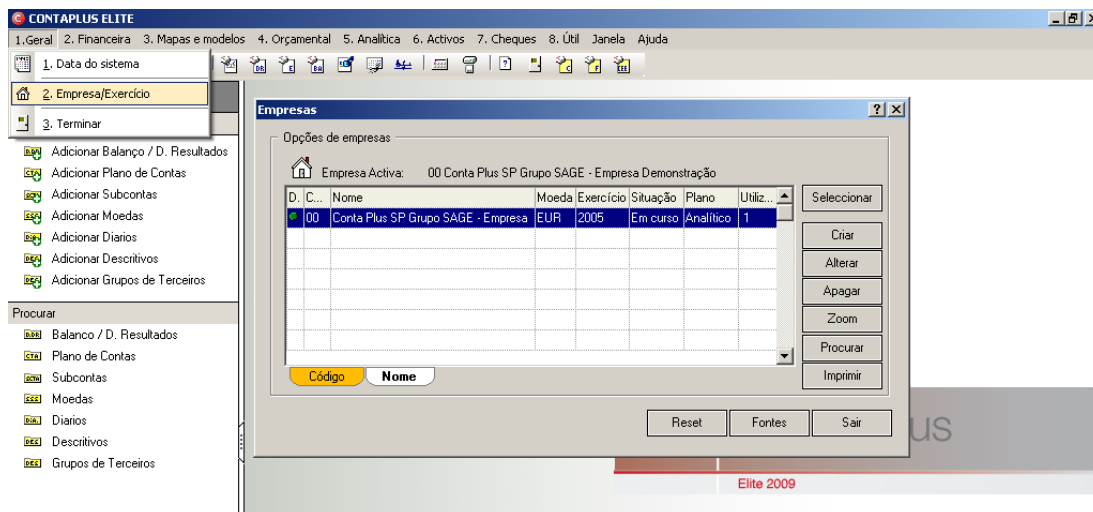 CONTAPLUS ELITE
1.Geral 2. Financeira 3. Mapas e modelos 4. Orçamental 5. Analítica 6. Activos 7. Cheques 8. Útil Janela Ajuda
1. Data do sistema
2. Empresa/Exercício
3. Terminar
Adicionar Balanço / D. Resultados
Adicionar Plano de Contas
Adicionar Subcontas
Adicionar Moedas
Adicionar Diarios
Adicionar Descritivos
Adicionar Grupos de Terceiros
Procurar
Balanco / D. Resultados
Plano de Contas
Subcontas
Moedas
Diarios
Descritivos
Grupos de Terceiros
Empresas
Opções de empresas
Empresa Activa: 00 Conta Plus SP Grupo SAGE - Empresa Demonstração
D. C... Nome Moeda Exercício Situação Plano Utiliz...
00 Conta Plus SP Grupo SAGE - Empresa EUR 2005 Em curso Analítico 1
Código Nome
Seleccionar
Criar
Alterar
Apagar
Zoom
Procurar
Imprimir
Reset Fontes Sair
us
Elite 2009